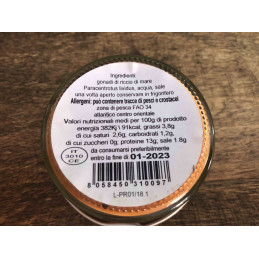 Ingredienti:
gonadi di riccio di mare
Paracentrotus lividus, acqua, sale
una volta aperto conservare in frigorifero
Allergeni: può contenere tracce di pesci e crostacei
zona di pesca FAO 34
atlantico centro orientale
Valori nutrizionali medi per 100g di prodotto
energia 382Kj \ 91kcal, grassi 3,8g
di cui saturi 2,6g, carboidrati 1,2g,
di cui zuccheri 0g, proteine 13g, sale 1.8g
da consumarsi preferibilmente
entro la fine di 01-2023
IT
3010
CE
8 058450 310097
L-PR01/18.1